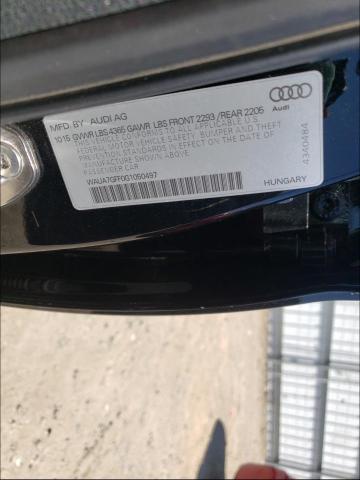 MFD. BY AUDI AG
10 15 GVWR LBS 4365 GAWR LBS FRONT 2293 / REAR 2205
THIS VEHICLE CONFORMS TO ALL APPLICABLE U.S.
FEDERAL MOTOR VEHICLE SAFETY, BUMPER AND THEFT
PREVENTION STANDARDS IN EFFECT ON THE DATE OF
MANUFACTURE SHOWN ABOVE.
PASSENGER CAR
WAUA7GFF0G1050497
HUNGARY
Audi
4340484